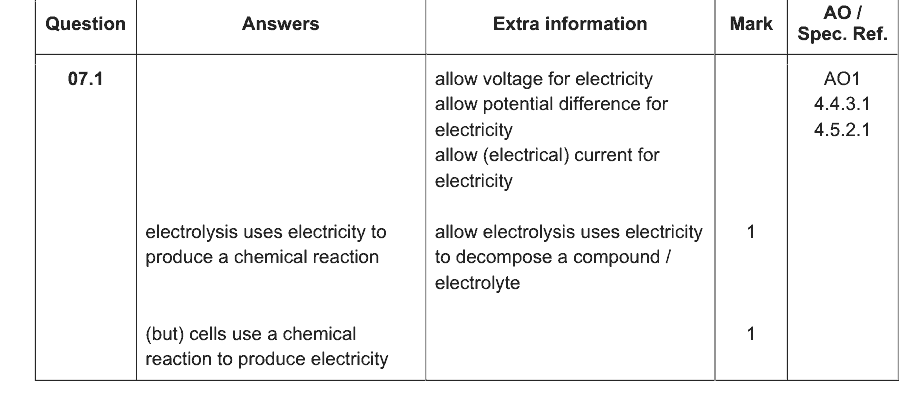 Question Answers Extra information Mark AO /
Spec. Ref.
07.1 allow voltage for electricity AO1
allow potential difference for 4.4.3.1
electricity 4.5.2.1
allow (electrical) current for
electricity
electrolysis uses electricity to allow electrolysis uses electricity 1
produce a chemical reaction to decompose a compound /
electrolyte
(but) cells use a chemical 1
reaction to produce electricity